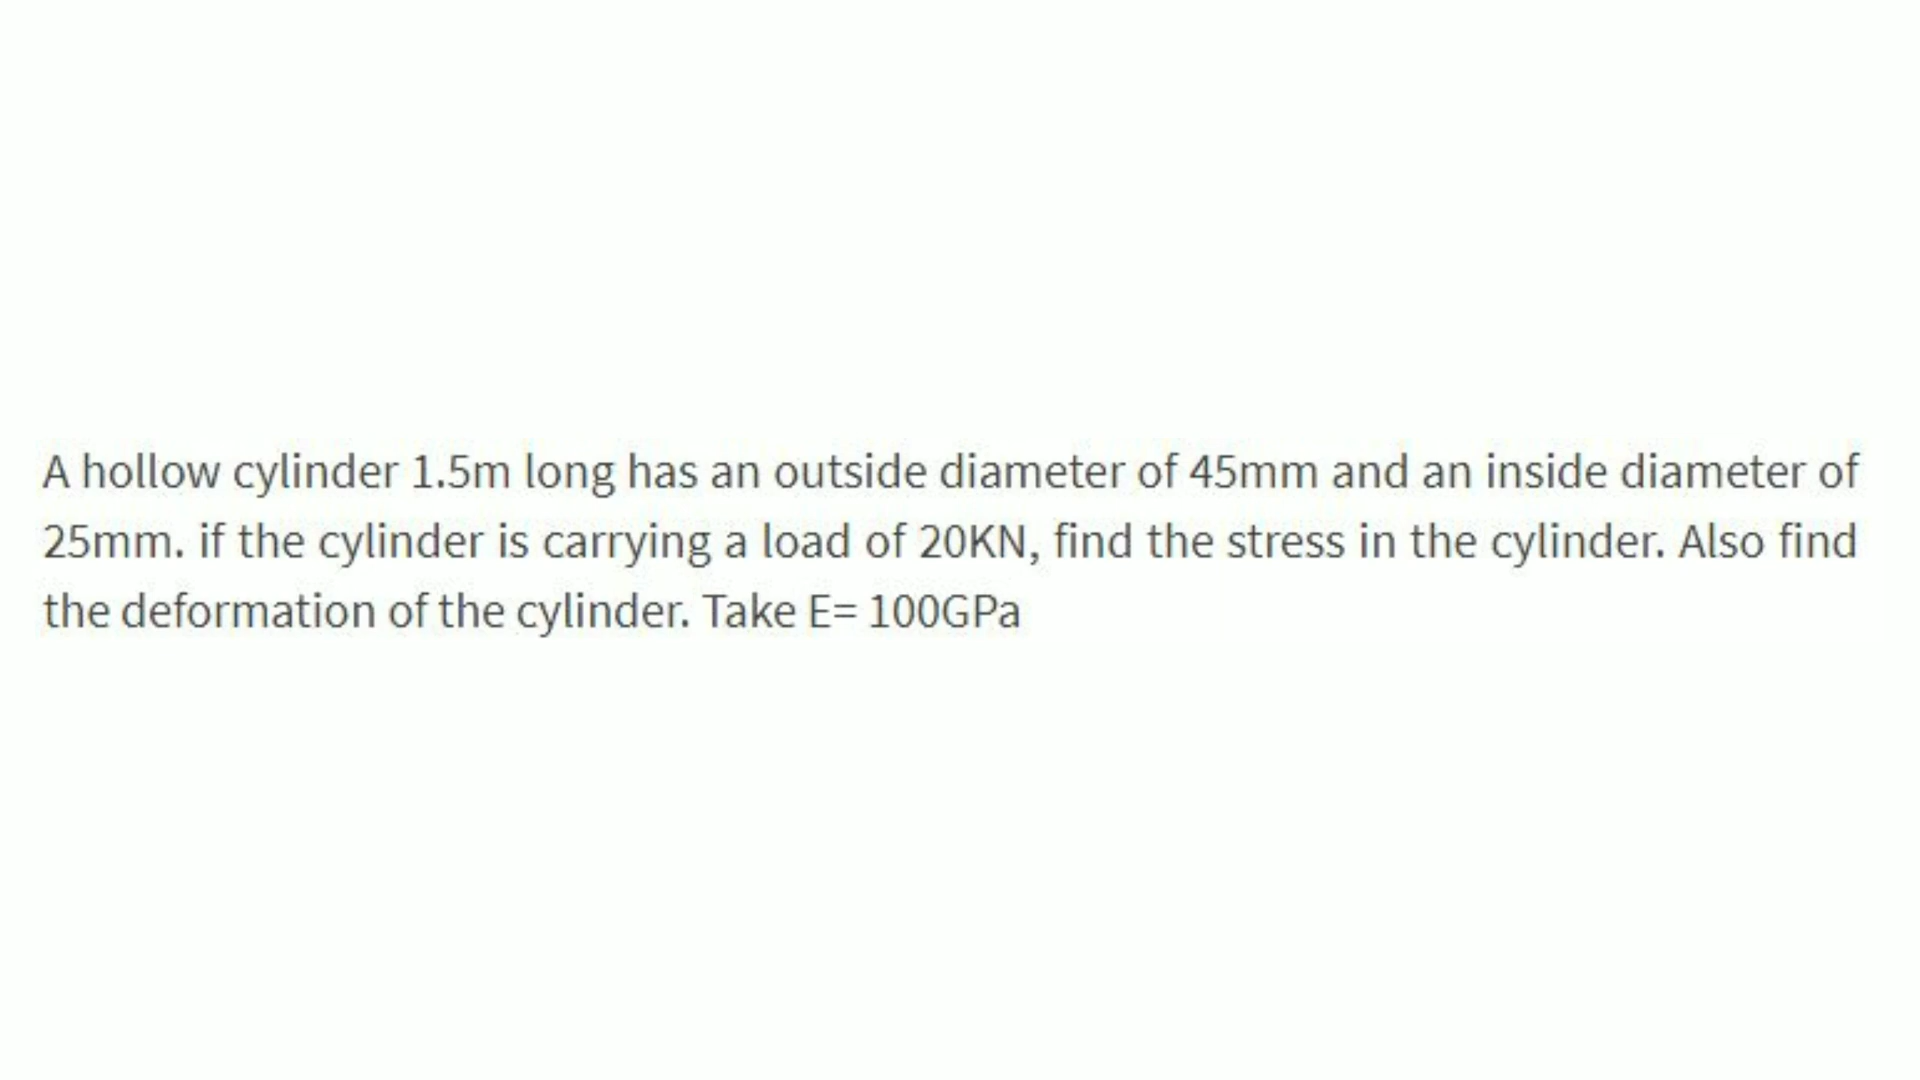 A hollow cylinder 1.5m long has an outside diameter of 45mm and an inside diameter of
25mm. if the cylinder is carrying a load of 20KN, find the stress in the cylinder. Also find
the deformation of the cylinder. Take E= 100GPa